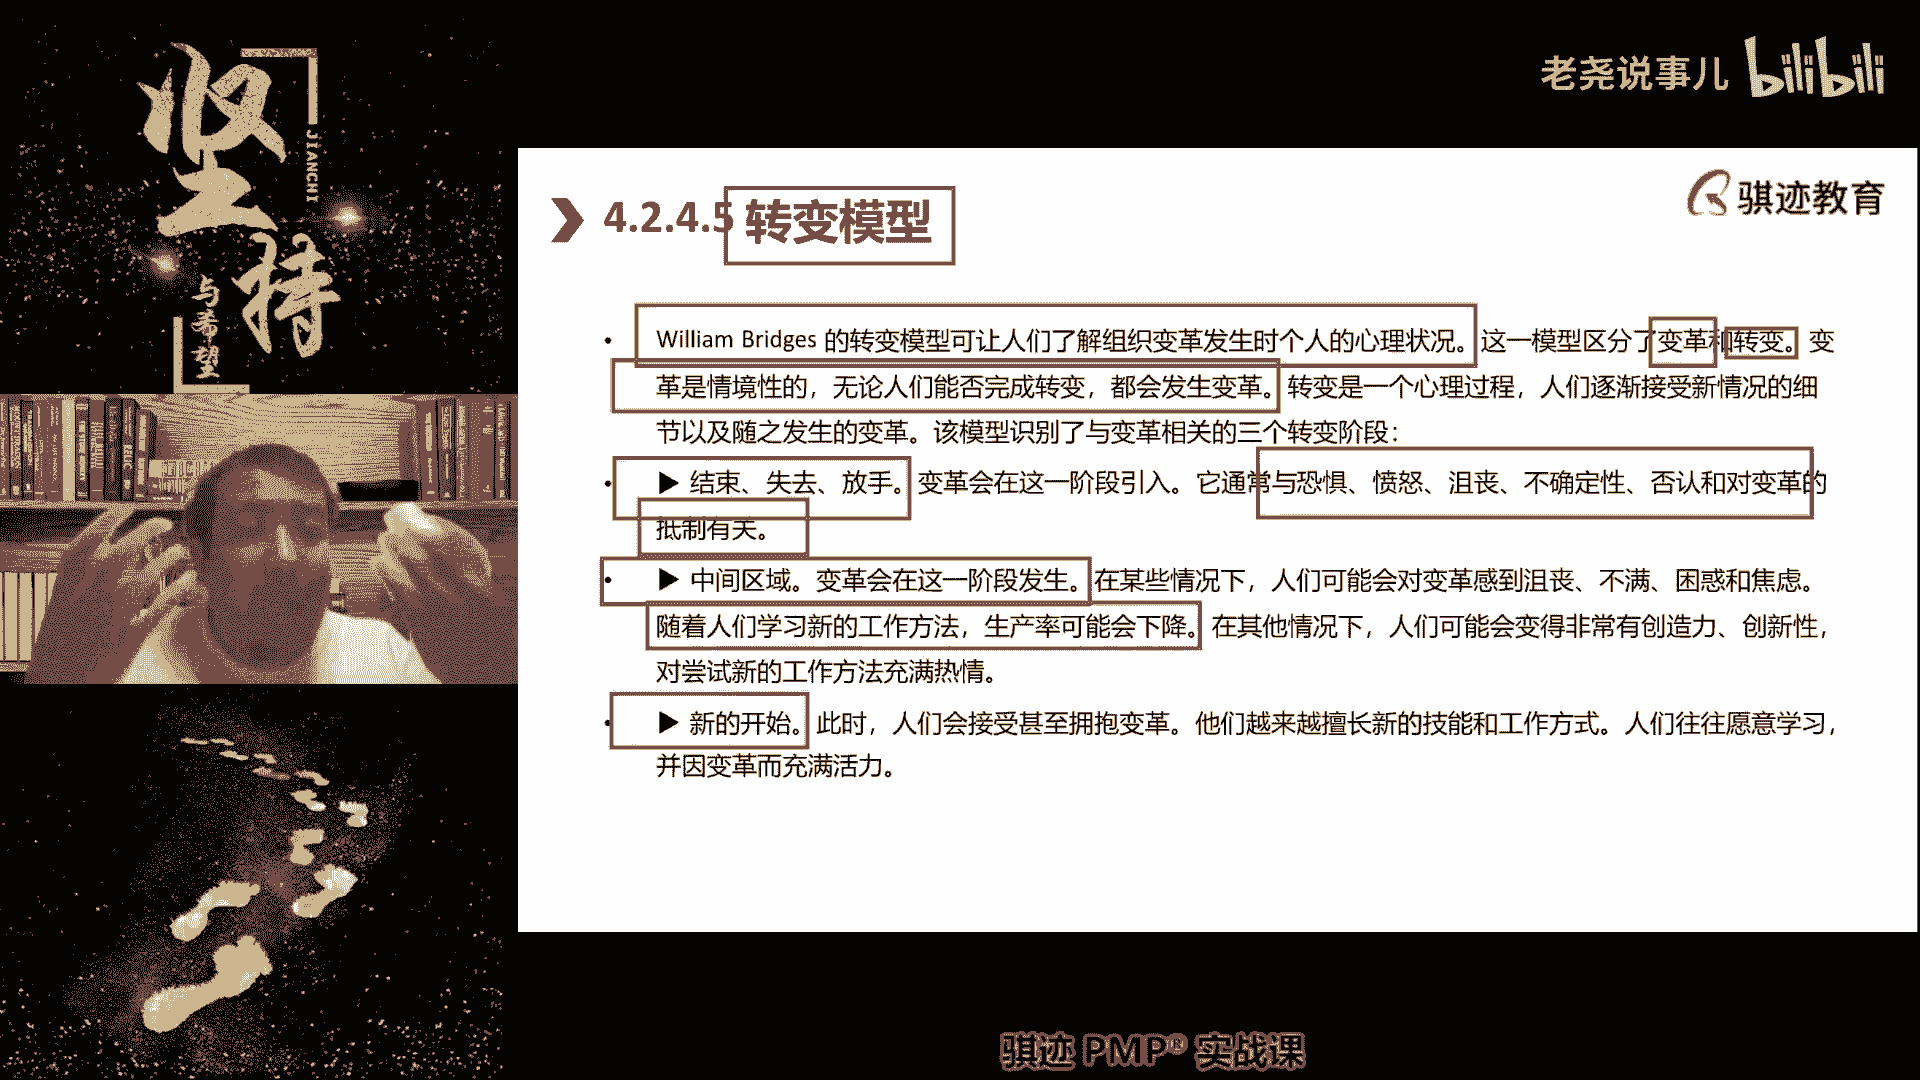 坚持
JIANCHI
与希望
老尧说事儿 bilibili
骐迹教育
4.2.4.5 转变模型
• William Bridges 的转变模型可让人们了解组织变革发生时个人的心理状况。这一模型区分了变革和转变。变
革是情境性的，无论人们能否完成转变，都会发生变革。转变是一个心理过程，人们逐渐接受新情况的细
节以及随之发生的变革。该模型识别了与变革相关的三个转变阶段：
• ▶ 结束、失去、放手。变革会在这一阶段引入。它通常与恐惧、愤怒、沮丧、不确定性、否认和对变革的
抵制有关。
• ▶ 中间区域。变革会在这一阶段发生。在某些情况下，人们可能会对变革感到沮丧、不满、困惑和焦虑。
随着人们学习新的工作方法，生产率可能会下降。在其他情况下，人们可能会变得非常有创造力、创新性，
对尝试新的工作方法充满热情。
• ▶ 新的开始。此时，人们会接受甚至拥抱变革。他们越来越擅长新的技能和工作方式。人们往往愿意学习，
并因变革而充满活力。
骐迹 PMP® 实战课